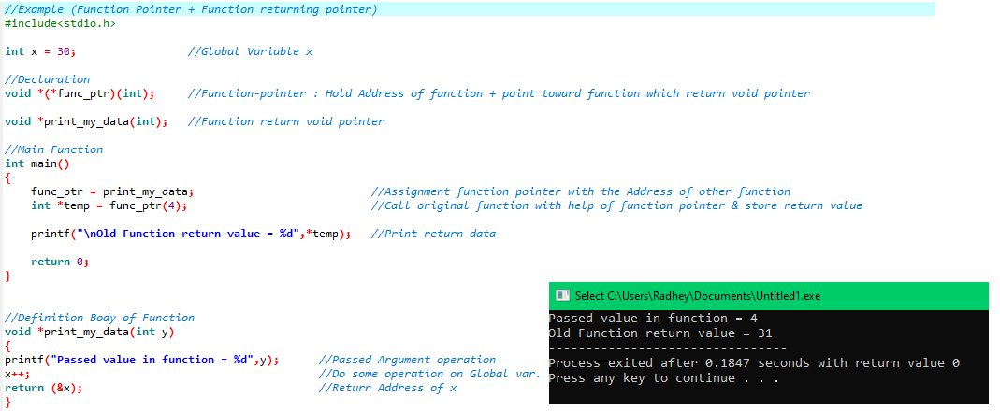 //Example (Function Pointer + Function returning pointer)
#include<stdio.h>
int x = 30; //Global Variable x
//Declaration
void *(*func_ptr)(int); //Function-pointer : Hold Address of function + point toward function which return void pointer
void *print_my_data(int); //Function return void pointer
//Main Function
int main()
{
func_ptr = print_my_data; //Assignment function pointer with the Address of other function
int *temp = func_ptr(4); //Call original function with help of function pointer & store return value
printf("\nOld Function return value = %d",*temp); //Print return data
return 0;
}
//Definition Body of Function
void *print_my_data(int y)
{
printf("Passed value in function = %d",y); //Passed Argument operation
x++; //Do some operation on Global var.
return (&x); //Return Address of x
}
Select C:\Users\Radhey\Documents\Untitled1.exe
Passed value in function = 4
Old Function return value = 31
--------------------------------
Process exited after 0.1847 seconds with return value 0
Press any key to continue . . .